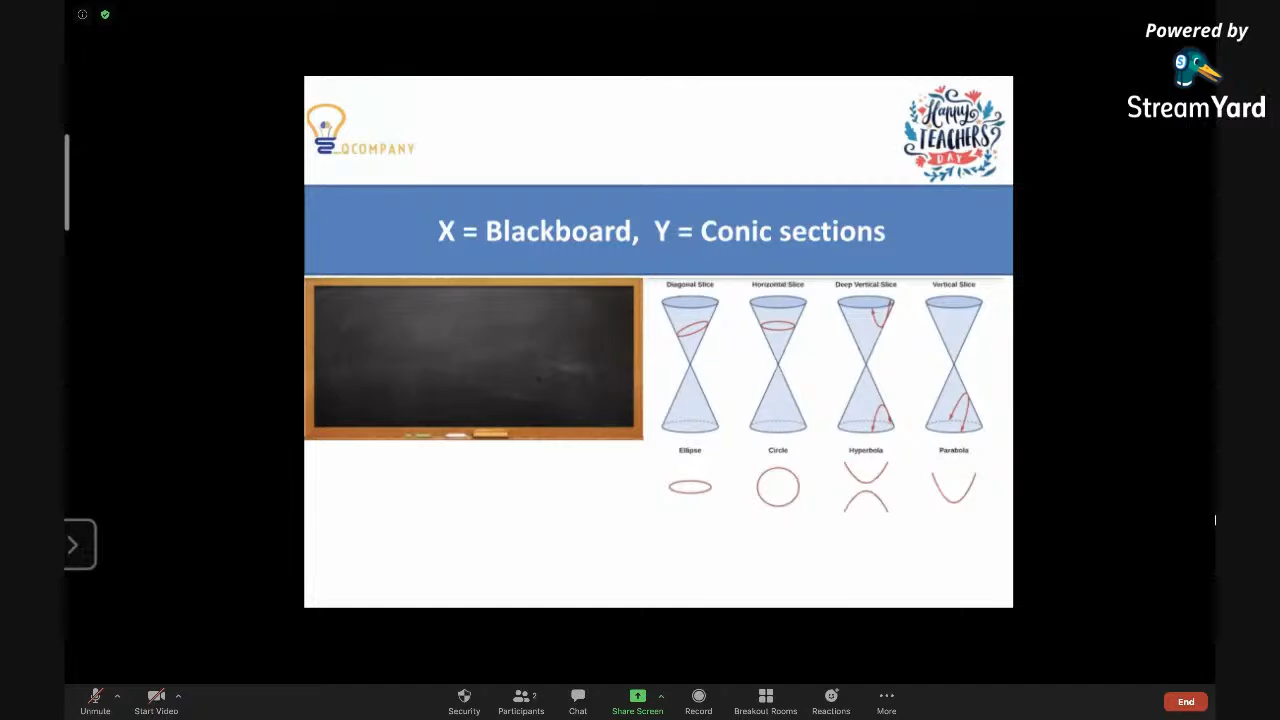 Powered by
StreamYard
QCOMPANY
Happy
TEACHERS
DAY
X = Blackboard, Y = Conic sections
Diagonal Slice
Horizontal Slice
Deep Vertical Slice
Vertical Slice
Ellipse
Circle
Hyperbola
Parabola
Unmute
Start Video
Security
Participants
2
Chat
Share Screen
Record
Breakout Rooms
Reactions
More
End